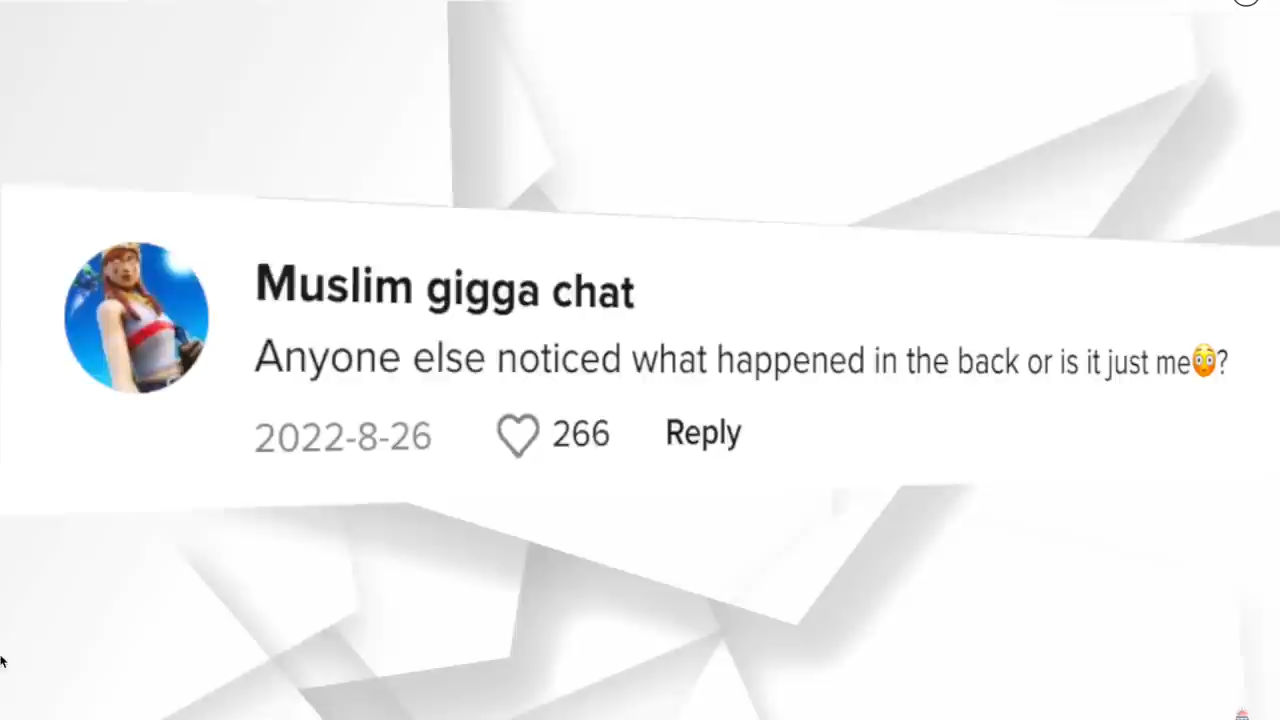 Muslim gigga chat
Anyone else noticed what happened in the back or is it just me😳?
2022-8-26 266 Reply